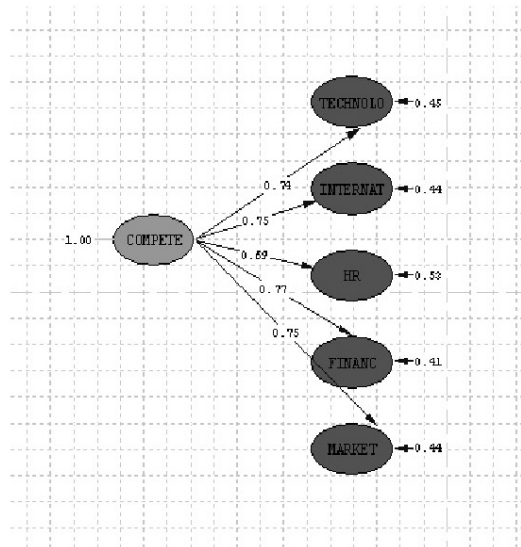 TECHNOLO
0.45
0.74
INTERNAT
0.44
0.75
1.00
COMPETE
0.69
HR
0.53
0.77
0.75
FINANC
0.41
MARKET
0.44